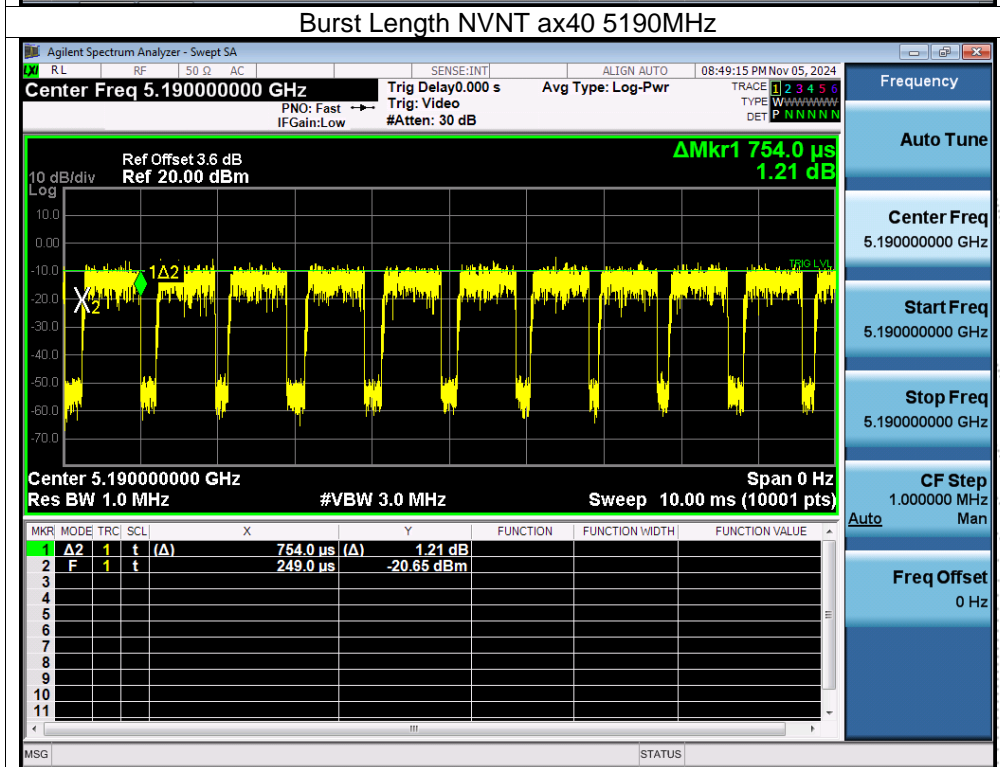 Burst Length NVNT ax40 5190MHz
Agilent Spectrum Analyzer - Swept SA
LXI RL RF 50 Ω AC SENSE:INT ALIGN AUTO 08:49:15 PM Nov 05, 2024
Center Freq 5.190000000 GHz
PNO: Fast
IFGain:Low
Trig Delay0.000 s
Trig: Video
#Atten: 30 dB
Avg Type: Log-Pwr
TRACE 1 2 3 4 5 6
TYPE WWWWWW
DET P N N N N N
Ref Offset 3.6 dB
10 dB/div Ref 20.00 dBm
Log
ΔMkr1 754.0 µs
1.21 dB
10.0
0.00
-10.0
-20.0
-30.0
-40.0
-50.0
-60.0
-70.0
1Δ2
X2
TRIG LVL
Center 5.190000000 GHz Span 0 Hz
Res BW 1.0 MHz #VBW 3.0 MHz Sweep 10.00 ms (10001 pts)
MKR MODE TRC SCL X Y FUNCTION FUNCTION WIDTH FUNCTION VALUE
1 Δ2 1 t (Δ) 754.0 µs (Δ) 1.21 dB
2 F 1 t 249.0 µs -20.65 dBm
3
4
5
6
7
8
9
10
11
MSG STATUS
Frequency
Auto Tune
Center Freq
5.190000000 GHz
Start Freq
5.190000000 GHz
Stop Freq
5.190000000 GHz
CF Step
1.000000 MHz
Auto Man
Freq Offset
0 Hz